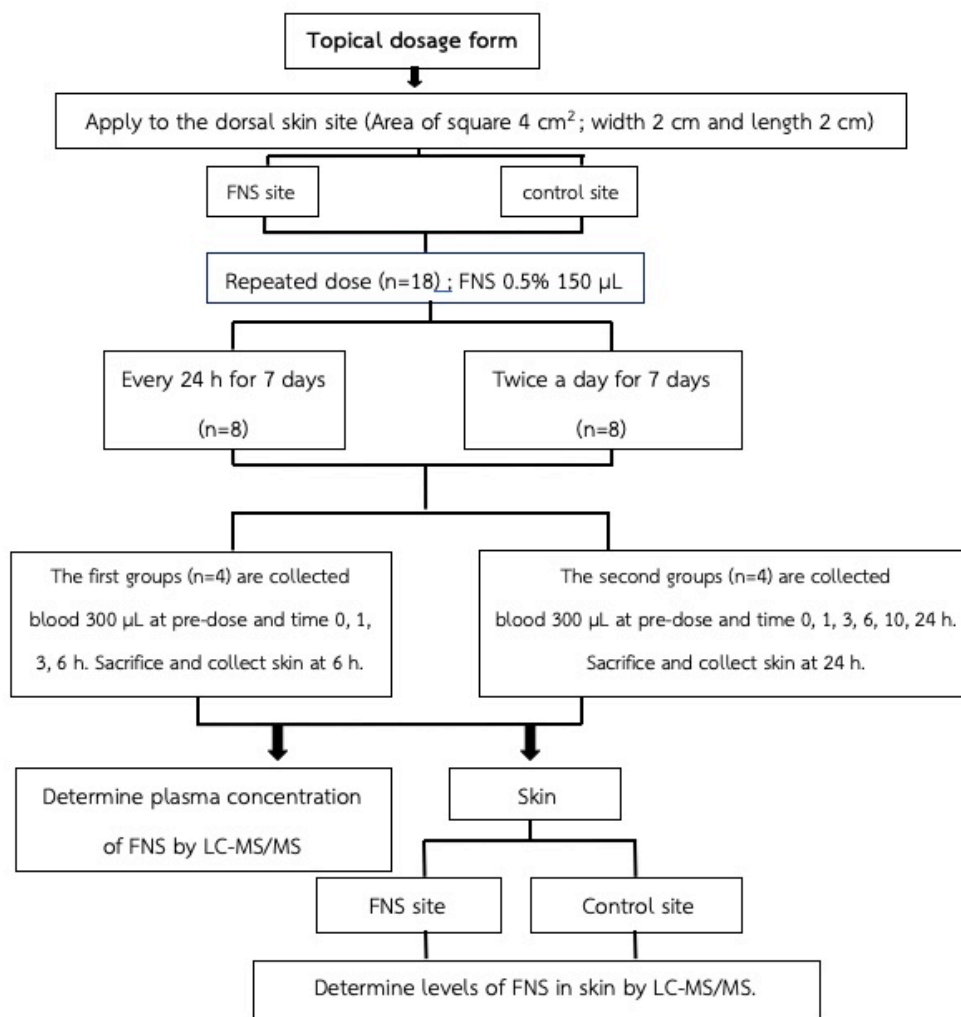 Topical dosage form
Apply to the dorsal skin site (Area of square 4 cm²; width 2 cm and length 2 cm)
FNS site
control site
Repeated dose (n=18) ; FNS 0.5% 150 µL
Every 24 h for 7 days
(n=8)
Twice a day for 7 days
(n=8)
The first groups (n=4) are collected
blood 300 µL at pre-dose and time 0, 1,
3, 6 h. Sacrifice and collect skin at 6 h.
The second groups (n=4) are collected
blood 300 µL at pre-dose and time 0, 1, 3, 6, 10, 24 h.
Sacrifice and collect skin at 24 h.
Determine plasma concentration
of FNS by LC-MS/MS
Skin
FNS site
Control site
Determine levels of FNS in skin by LC-MS/MS.